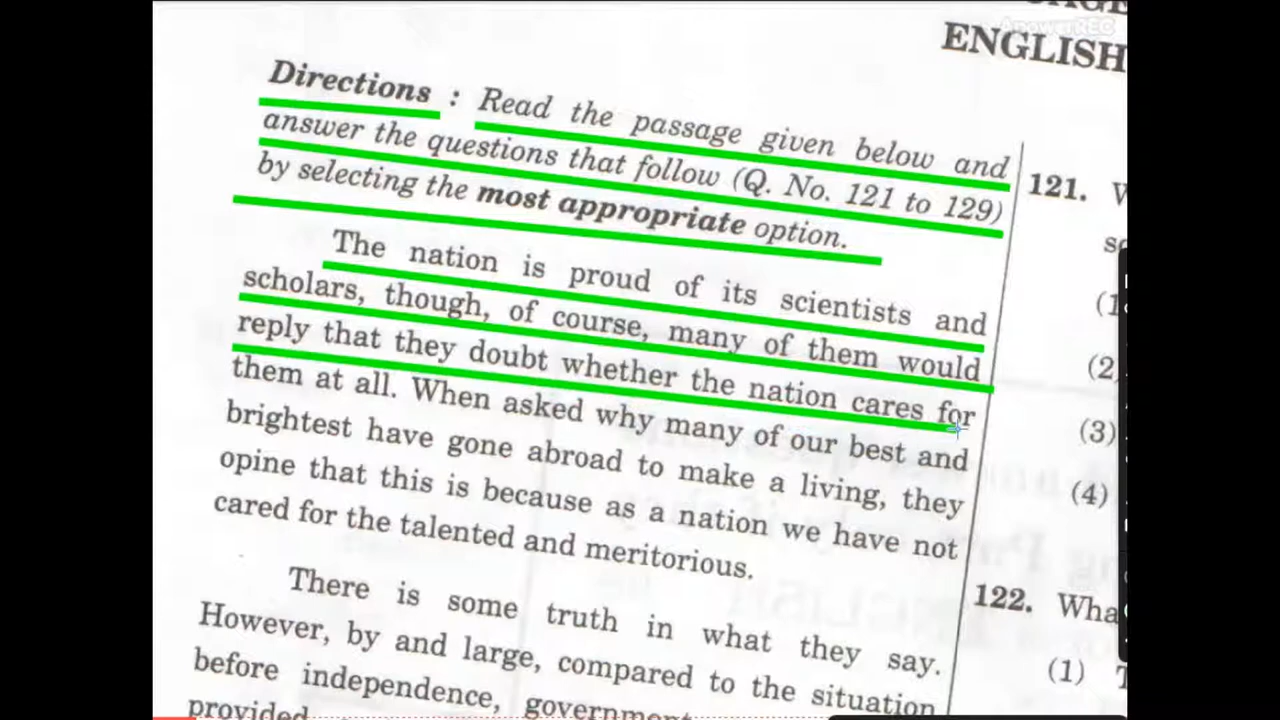 ENGLISH
Directions : Read the passage given below and
answer the questions that follow (Q. No. 121 to 129)
by selecting the most appropriate option.
The nation is proud of its scientists and
scholars, though, of course, many of them would
reply that they doubt whether the nation cares for
them at all. When asked why many of our best and
brightest have gone abroad to make a living, they
opine that this is because as a nation we have not
cared for the talented and meritorious.
There is some truth in what they say.
However, by and large, compared to the situation
before independence,
provided
121.
(2)
(3)
(4)
122.
(1)